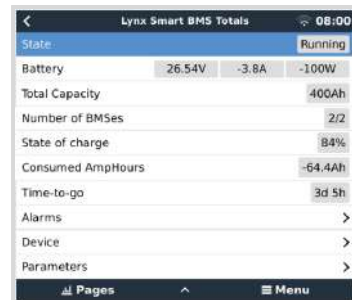 Lynx Smart BMS Totals 08:00
State Running
Battery 26.54V -3.8A -100W
Total Capacity 400Ah
Number of BMSes 2/2
State of charge 84%
Consumed AmpHours -64.4Ah
Time-to-go 3d 5h
Alarms
Device
Parameters
Pages Menu